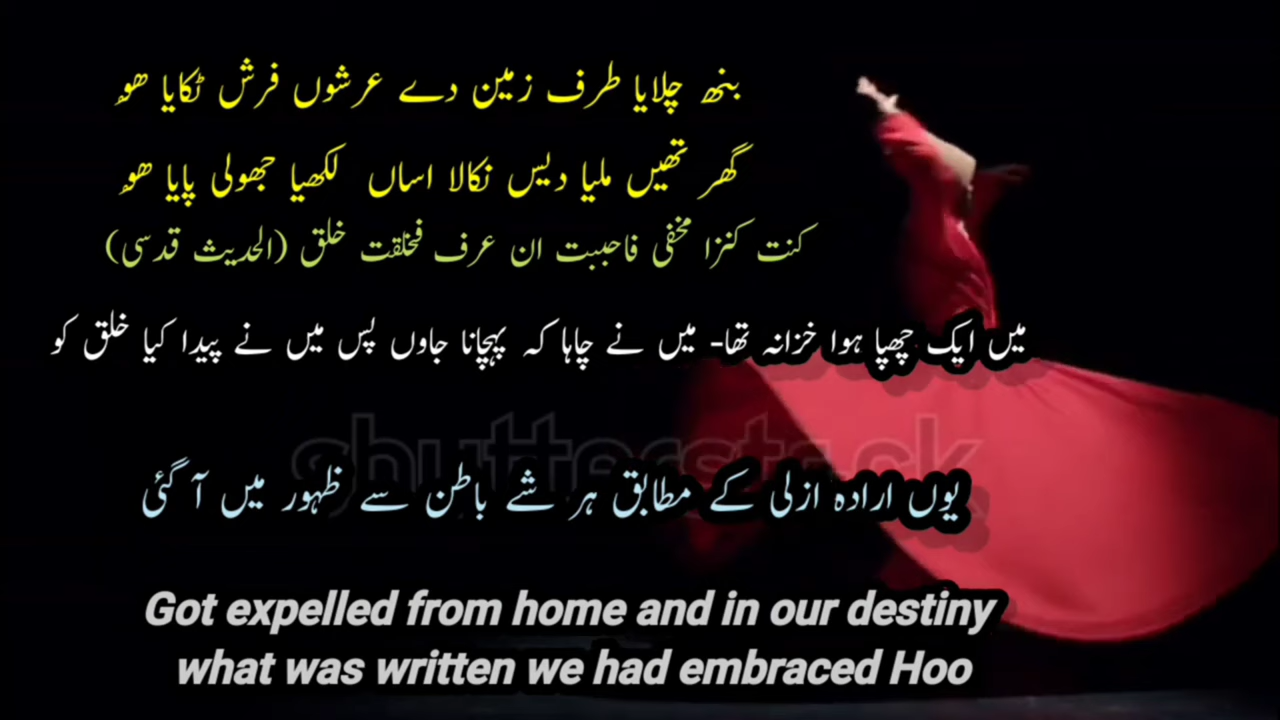 بنھ چلایا طرف زمین دے عرشوں فرش ٹکایا ھو
گھر تھیں ملیا دیس نکالا اساں لکھیا جھولی پایا ھو
کنت کنزا مخفی فاحببت ان عرف فخلقت خلق (الحدیث قدسی)
میں ایک چھپا ہوا خزانہ تھا- میں نے چاہا کہ پہچانا جاوں پس میں نے پیدا کیا خلق کو
shutterstock
یوں ارادہ ازلی کے مطابق ہر شے باطن سے ظہور میں آ گئی
Got expelled from home and in our destiny
what was written we had embraced Hoo